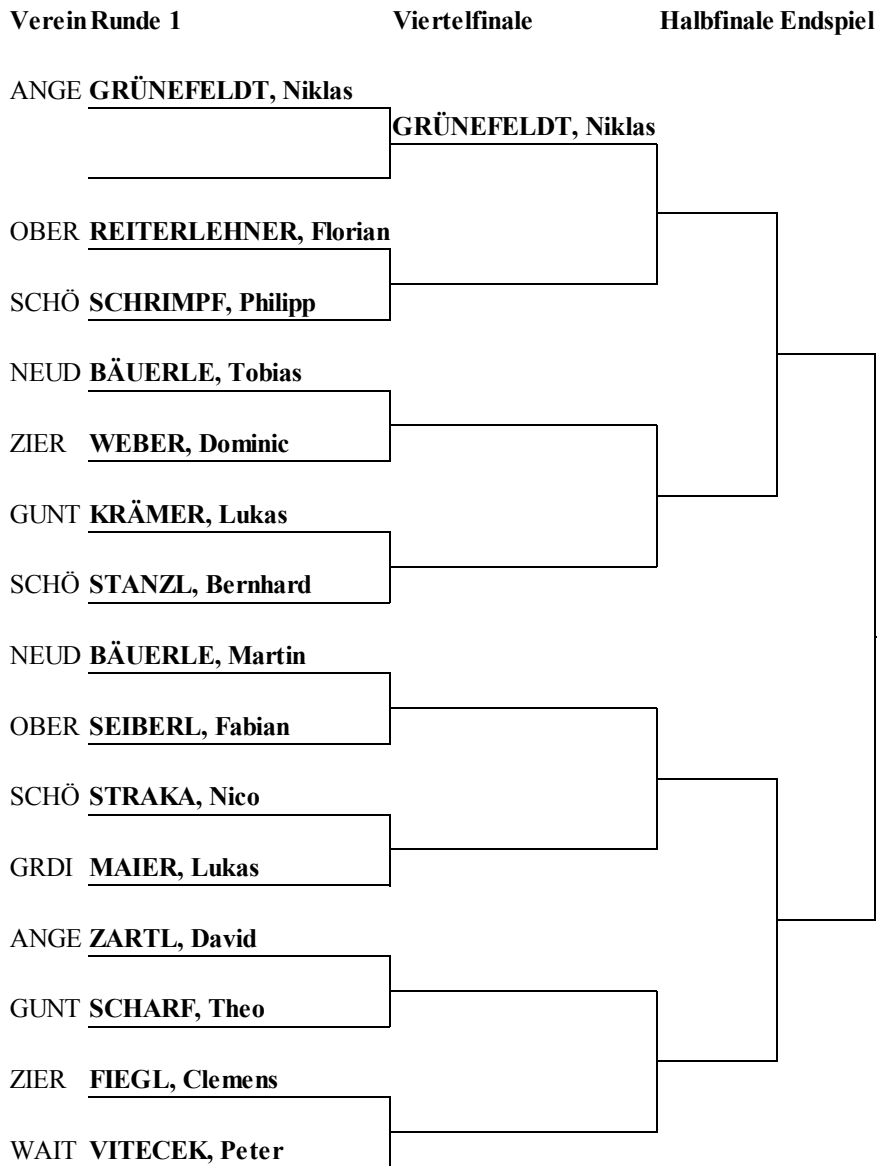 Verein Runde 1 Viertelfinale Halbfinale Endspiel
ANGE GRÜNEFELDT, Niklas
GRÜNEFELDT, Niklas
OBER REITERLEHNER, Florian
SCHÖ SCHRIMPF, Philipp
NEUD BÄUERLE, Tobias
ZIER WEBER, Dominic
GUNT KRÄMER, Lukas
SCHÖ STANZL, Bernhard
NEUD BÄUERLE, Martin
OBER SEIBERL, Fabian
SCHÖ STRAKA, Nico
GRDI MAIER, Lukas
ANGE ZARTL, David
GUNT SCHARF, Theo
ZIER FIEGL, Clemens
WAIT VITECEK, Peter